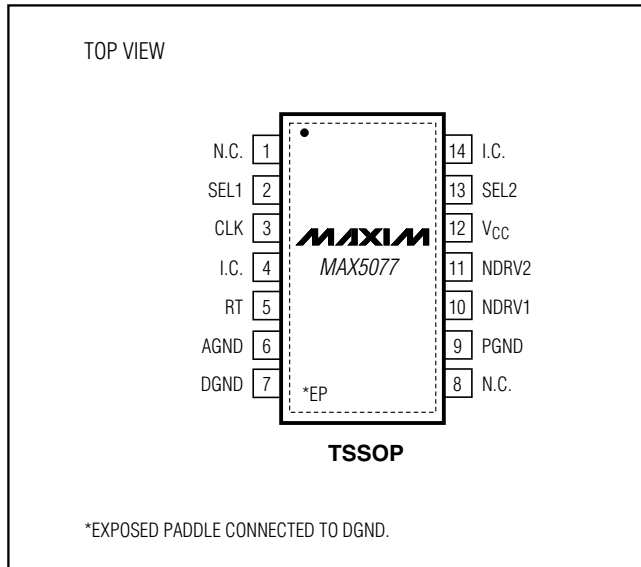 TOP VIEW
N.C. 1 14 I.C.
SEL1 2 13 SEL2
CLK 3 MAXIM 12 VCC
I.C. 4 MAX5077 11 NDRV2
RT 5 10 NDRV1
AGND 6 9 PGND
DGND 7 *EP 8 N.C.
TSSOP
*EXPOSED PADDLE CONNECTED TO DGND.